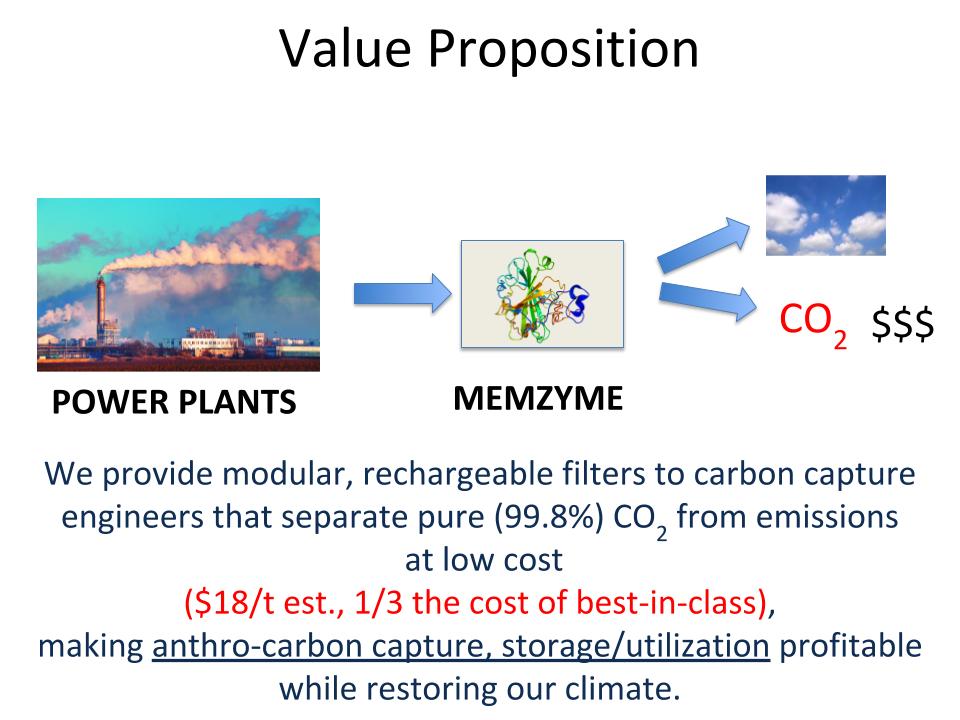 Value Proposition
CO2 $$$
POWER PLANTS
MEMZYME
We provide modular, rechargeable filters to carbon capture
engineers that separate pure (99.8%) CO2 from emissions
at low cost
($18/t est., 1/3 the cost of best-in-class),
making anthro-carbon capture, storage/utilization profitable
while restoring our climate.